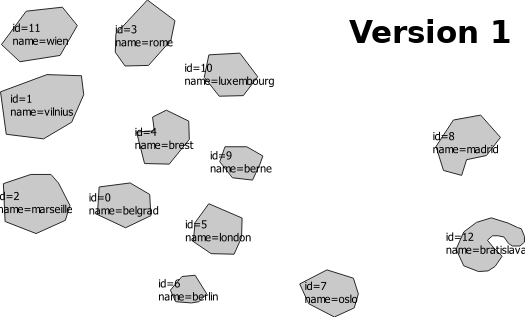 Version 1
id=11
name=wien
id=3
name=rome
id=10
name=luxembourg
id=1
name=vilnius
id=4
name=brest
id=8
name=madrid
id=9
name=berne
id=2
name=marseille
id=0
name=belgrad
id=5
name=london
id=12
name=bratislava
id=6
name=berlin
id=7
name=oslo